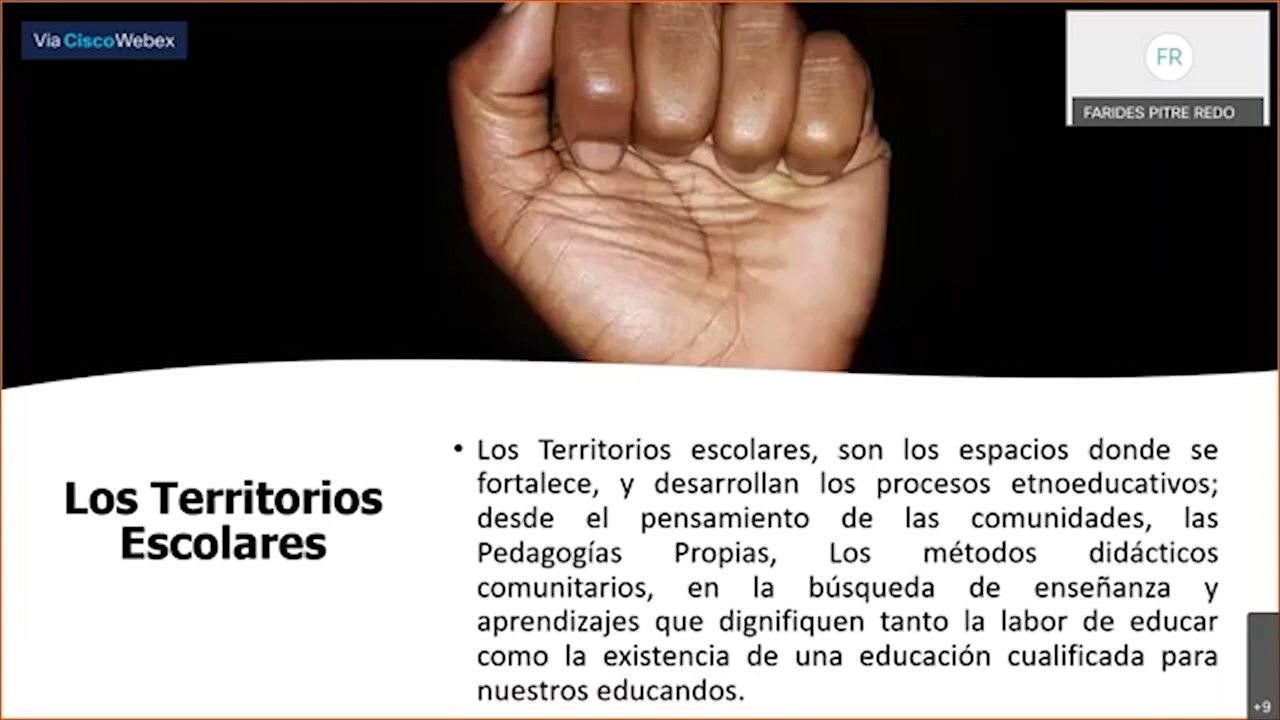 Via CiscoWebex
FR
FARIDES PITRE REDO
Los Territorios
Escolares
• Los Territorios escolares, son los espacios donde se
fortalece, y desarrollan los procesos etnoeducativos;
desde el pensamiento de las comunidades, las
Pedagogías Propias, Los métodos didácticos
comunitarios, en la búsqueda de enseñanza y
aprendizajes que dignifiquen tanto la labor de educar
como la existencia de una educación cualificada para
nuestros educandos.
+9